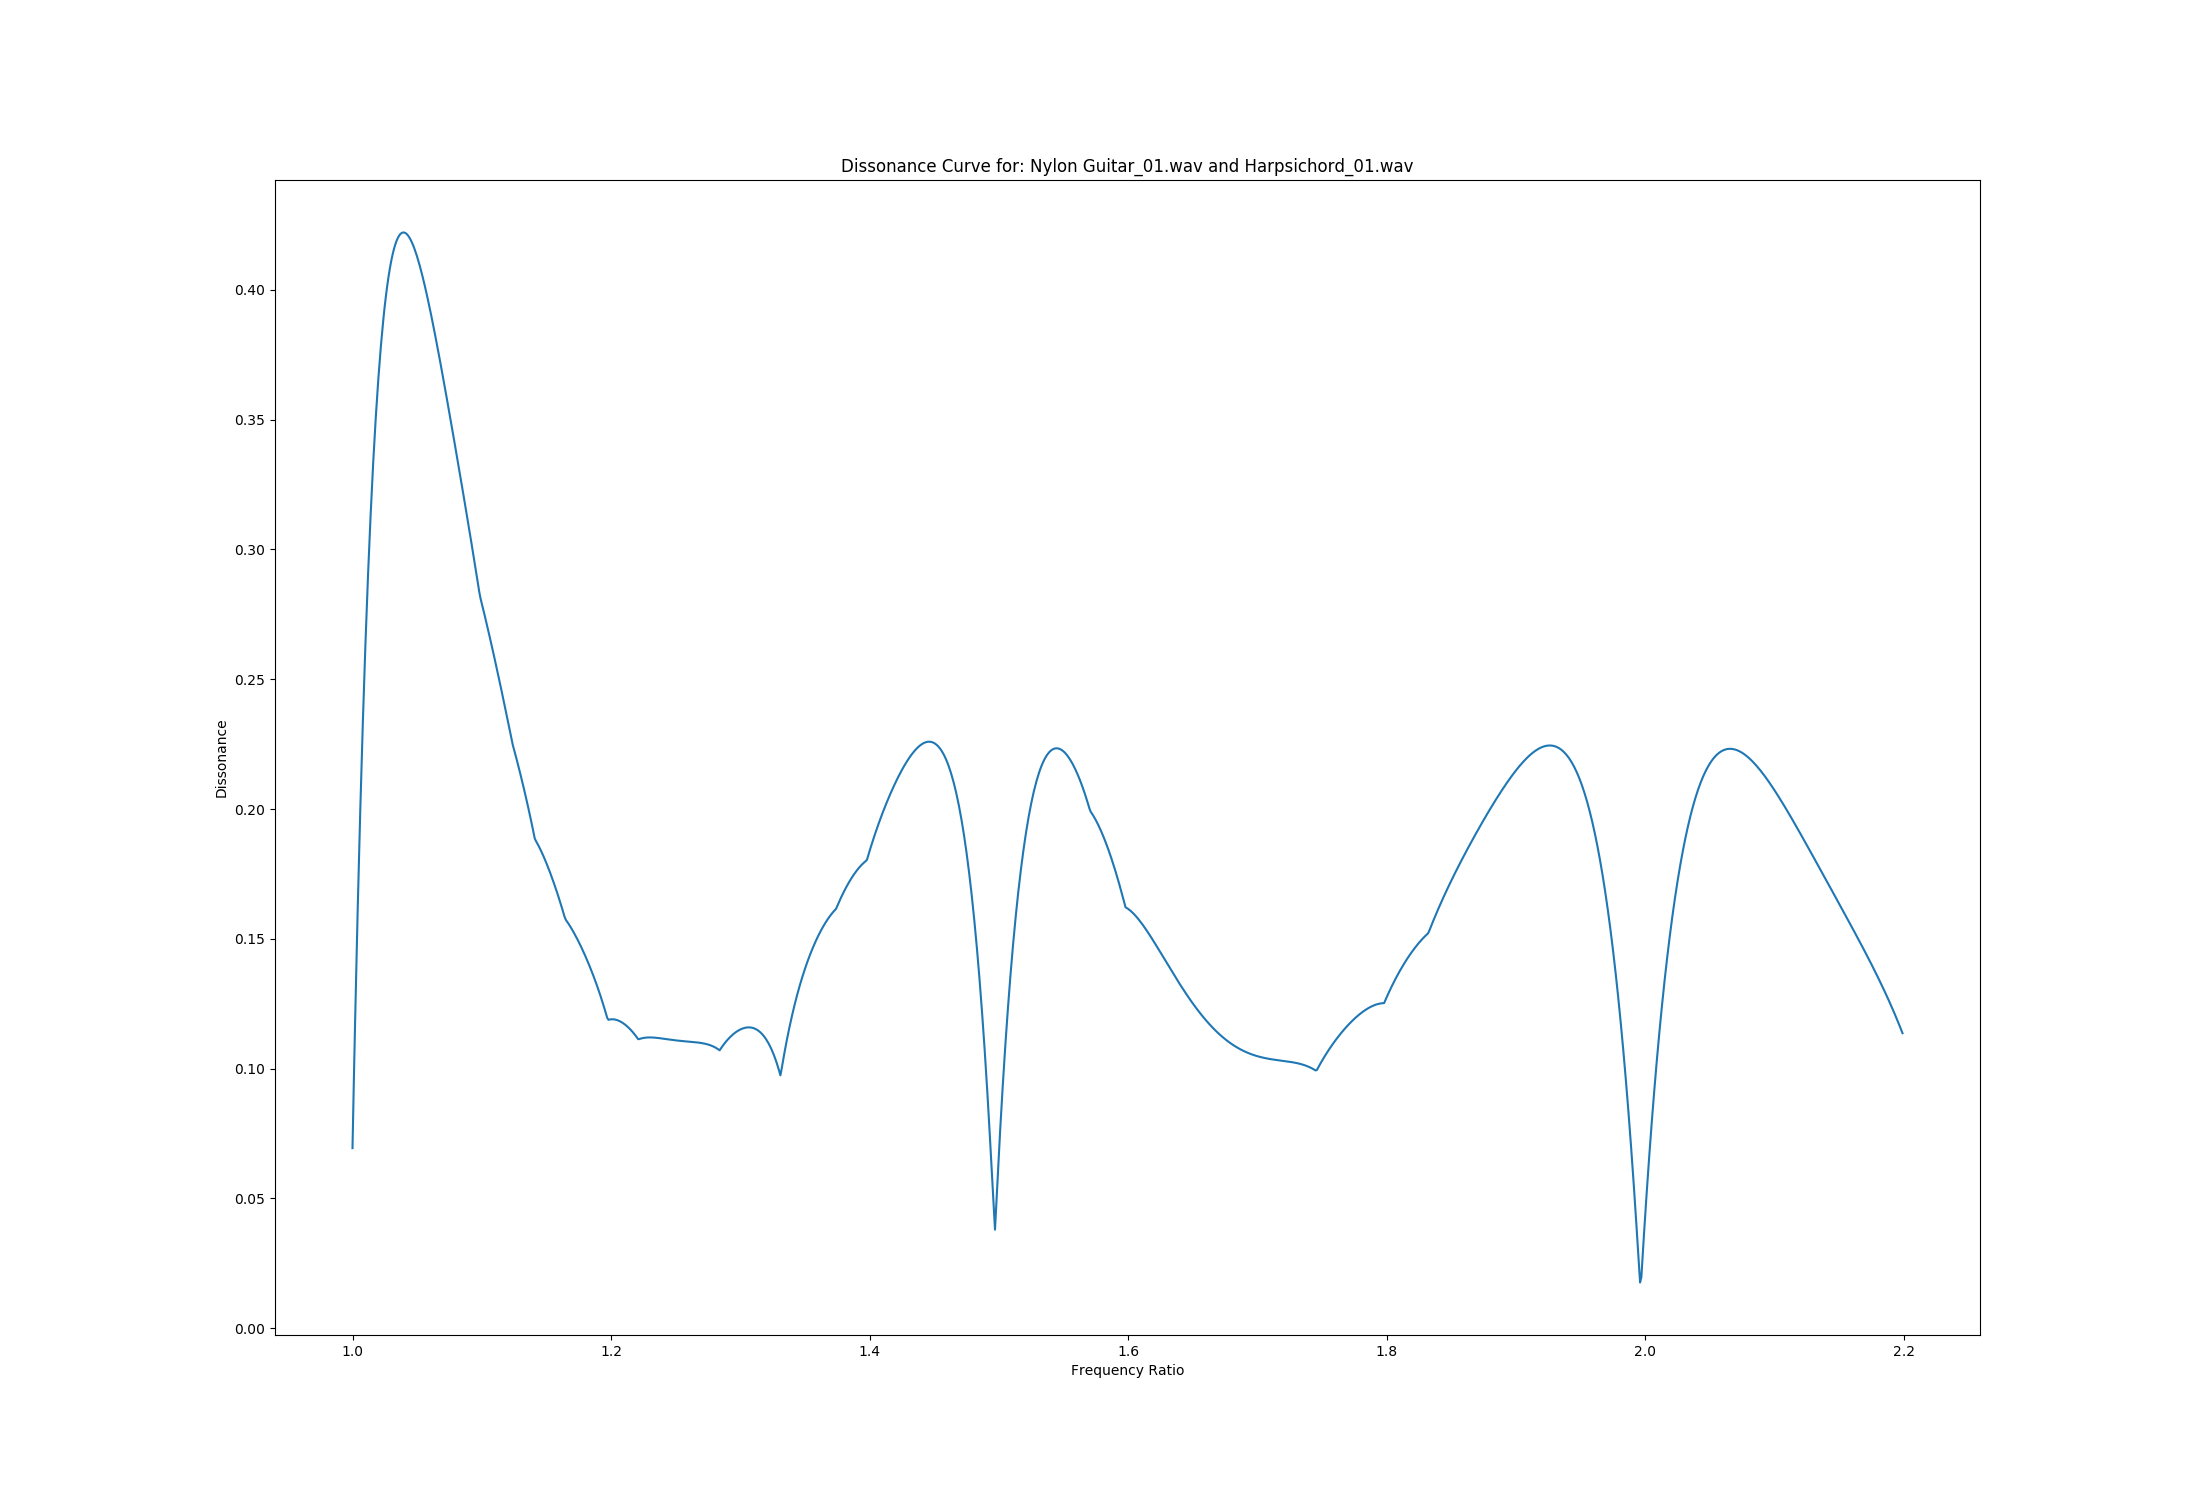 Dissonance Curve for: Nylon Guitar_01.wav and Harpsichord_01.wav
0.40
0.35
0.30
0.25
0.20
0.15
0.10
0.05
0.00
Dissonance
1.0 1.2 1.4 1.6 1.8 2.0 2.2
Frequency Ratio